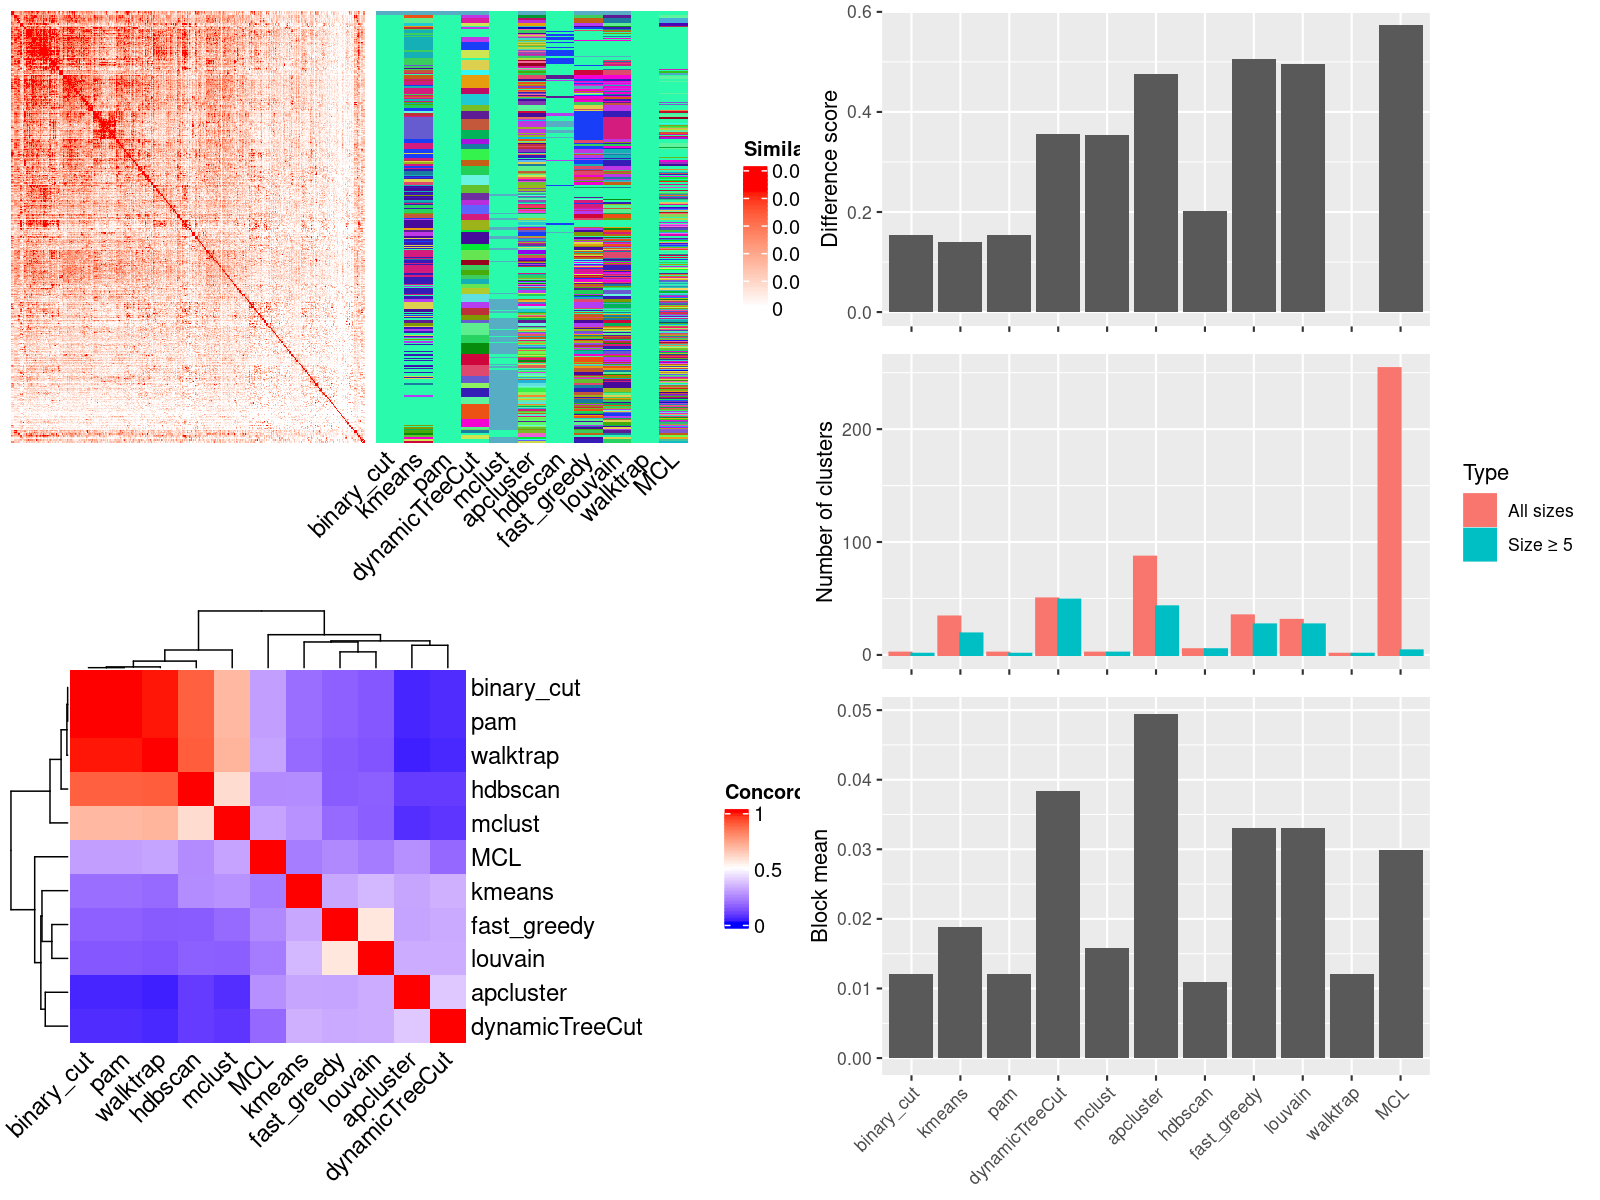 Simila
0.0
0.0
0.0
0.0
0.0
0
binary_cut
kmeans
pam
dynamicTreeCut
mclust
apcluster
hdbscan
fast_greedy
louvain
walktrap
MCL
binary_cut
pam
walktrap
hdbscan
mclust
MCL
kmeans
fast_greedy
louvain
apcluster
dynamicTreeCut
binary_cut
pam
walktrap
hdbscan
mclust
MCL
kmeans
fast_greedy
louvain
apcluster
dynamicTreeCut
Concord
1
0.5
0
Difference score
0.6
0.4
0.2
0.0
Number of clusters
200
100
0
Type
All sizes
Size ≥ 5
Block mean
0.05
0.04
0.03
0.02
0.01
0.00
binary_cut
kmeans
pam
dynamicTreeCut
mclust
apcluster
hdbscan
fast_greedy
louvain
walktrap
MCL